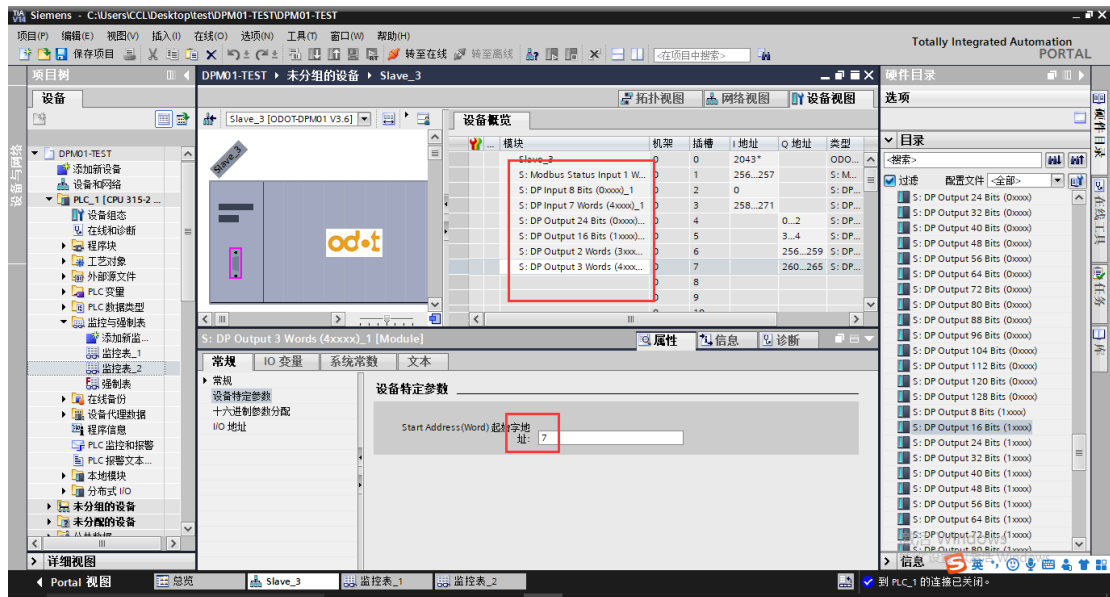 Siemens - C:\Users\CCL\Desktop\test\DPM01-TEST\DPM01-TEST
项目(P) 编辑(E) 视图(V) 插入(I) 在线(O) 选项(N) 工具(T) 窗口(W) 帮助(H)
Totally Integrated Automation
PORTAL
保存项目 转至在线 转至离线 <在项目中搜索>
项目树
设备
设备与网络
DPM01-TEST
添加新设备
设备和网络
PLC_1 [CPU 315-2 ...
设备组态
在线和诊断
程序块
工艺对象
外部源文件
PLC 变量
PLC 数据类型
监控与强制表
添加新监...
监控表_1
监控表_2
强制表
在线备份
设备代理数据
程序信息
PLC 监控和报警
PLC 报警文本...
本地模块
分布式 I/O
未分组的设备
未分配的设备
详细视图
DPM01-TEST ▸ 未分组的设备 ▸ Slave_3
拓扑视图 网络视图 设备视图
Slave_3 [ODOT-DPM01 V3.6]
Slave_3
odot
设备概览
... 模块 机架 插槽 I 地址 Q 地址 类型
Slave_3 0 0 2043* ODO...
S: Modbus Status Input 1 W... 0 1 256...257 S: M...
S: DP Input 8 Bits (0xxxx)_1 0 2 0 S: DP...
S: DP Input 7 Words (4xxxx)_1 0 3 258...271 S: DP...
S: DP Output 24 Bits (0xxxx)... 0 4 0...2 S: DP...
S: DP Output 16 Bits (1xxxx)... 0 5 3...4 S: DP...
S: DP Output 2 Words (3xxx... 0 6 256...259 S: DP...
S: DP Output 3 Words (4xxx... 0 7 260...265 S: DP...
0 8
0 9
S: DP Output 3 Words (4xxxx)_1 [Module]
属性 信息 诊断
常规 IO 变量 系统常数 文本
常规
设备特定参数
十六进制参数分配
I/O 地址
设备特定参数
Start Address(Word) 起始字地
址: 7
硬件目录
选项
目录
<搜索>
过滤 配置文件 <全部>
S: DP Output 24 Bits (0xxxx)
S: DP Output 32 Bits (0xxxx)
S: DP Output 40 Bits (0xxxx)
S: DP Output 48 Bits (0xxxx)
S: DP Output 56 Bits (0xxxx)
S: DP Output 64 Bits (0xxxx)
S: DP Output 72 Bits (0xxxx)
S: DP Output 80 Bits (0xxxx)
S: DP Output 88 Bits (0xxxx)
S: DP Output 96 Bits (0xxxx)
S: DP Output 104 Bits (0xxxx)
S: DP Output 112 Bits (0xxxx)
S: DP Output 120 Bits (0xxxx)
S: DP Output 128 Bits (0xxxx)
S: DP Output 8 Bits (1xxxx)
S: DP Output 16 Bits (1xxxx)
S: DP Output 24 Bits (1xxxx)
S: DP Output 32 Bits (1xxxx)
S: DP Output 40 Bits (1xxxx)
S: DP Output 48 Bits (1xxxx)
S: DP Output 56 Bits (1xxxx)
S: DP Output 64 Bits (1xxxx)
S: DP Output 72 Bits (1xxxx)
S: DP Output 80 Bits (1xxxx)
信息
硬件目录
在线工具
任务
库
Portal 视图 总览 Slave_3 监控表_1 监控表_2
到 PLC_1 的连接已关闭。
英